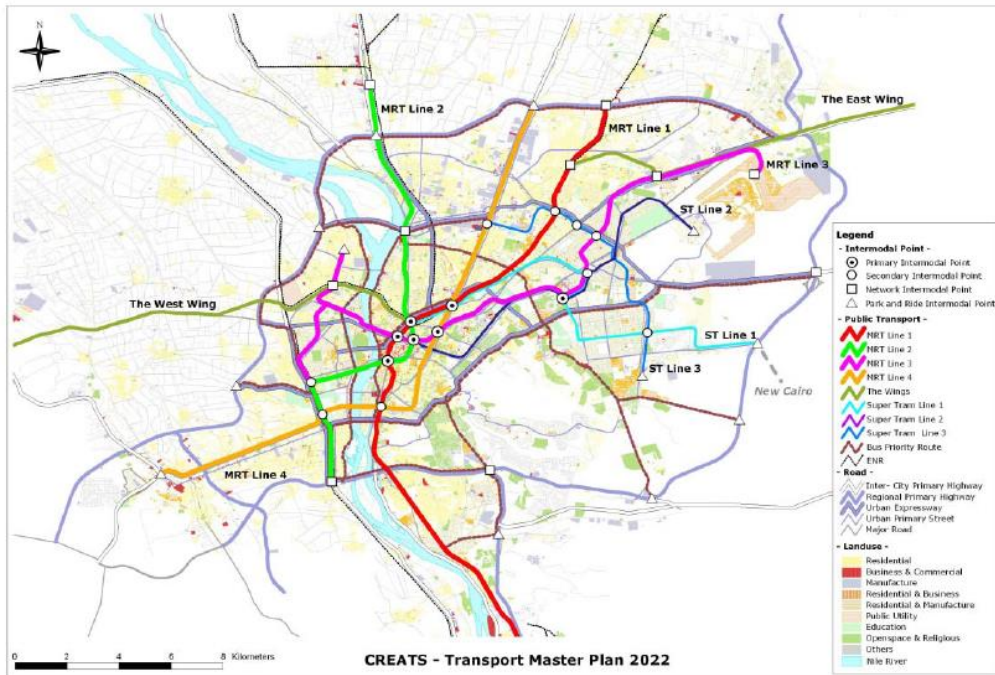 N
MRT Line 2
MRT Line 1
The East Wing
MRT Line 3
ST Line 2
The West Wing
ST Line 1
ST Line 3
New Cairo
MRT Line 4
Legend
- Intermodal Point -
Primary Intermodal Point
Secondary Intermodal Point
Network Intermodal Point
Park and Ride Intermodal Point
- Public Transport -
MRT Line 1
MRT Line 2
MRT Line 3
MRT Line 4
The Wings
Super Tram Line 1
Super Tram Line 2
Super Tram Line 3
Bus Priority Route
ENR
- Road -
Inter- City Primary Highway
Regional Primary Highway
Urban Expressway
Urban Primary Street
Major Road
- Landuse -
Residential
Business & Commercial
Manufacture
Residential & Business
Residential & Manufacture
Public Utility
Education
Openspace & Religious
Others
Nile River
0 2 4 6 8 Kilometers
CREATS - Transport Master Plan 2022